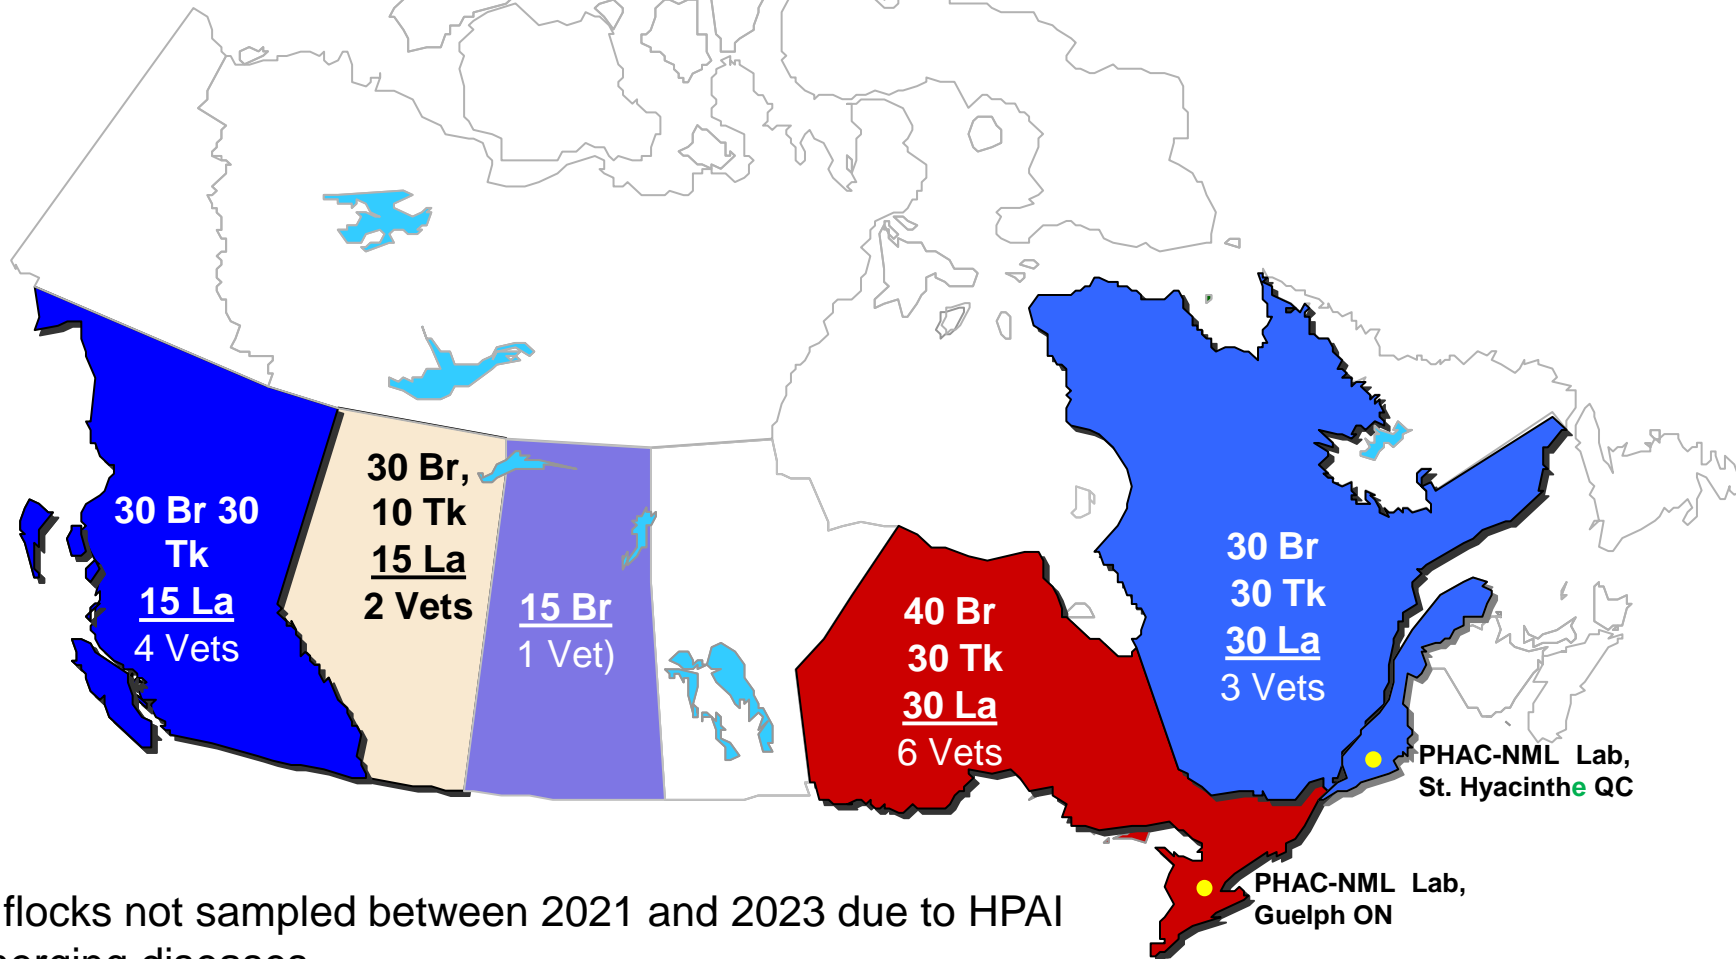 30 Br 30
Tk
15 La
4 Vets
30 Br,
10 Tk
15 La
2 Vets
15 Br
1 Vet)
40 Br
30 Tk
30 La
6 Vets
30 Br
30 Tk
30 La
3 Vets
PHAC-NML Lab,
St. Hyacinthe QC
PHAC-NML Lab,
Guelph ON
flocks not sampled between 2021 and 2023 due to HPAI
erging diseases